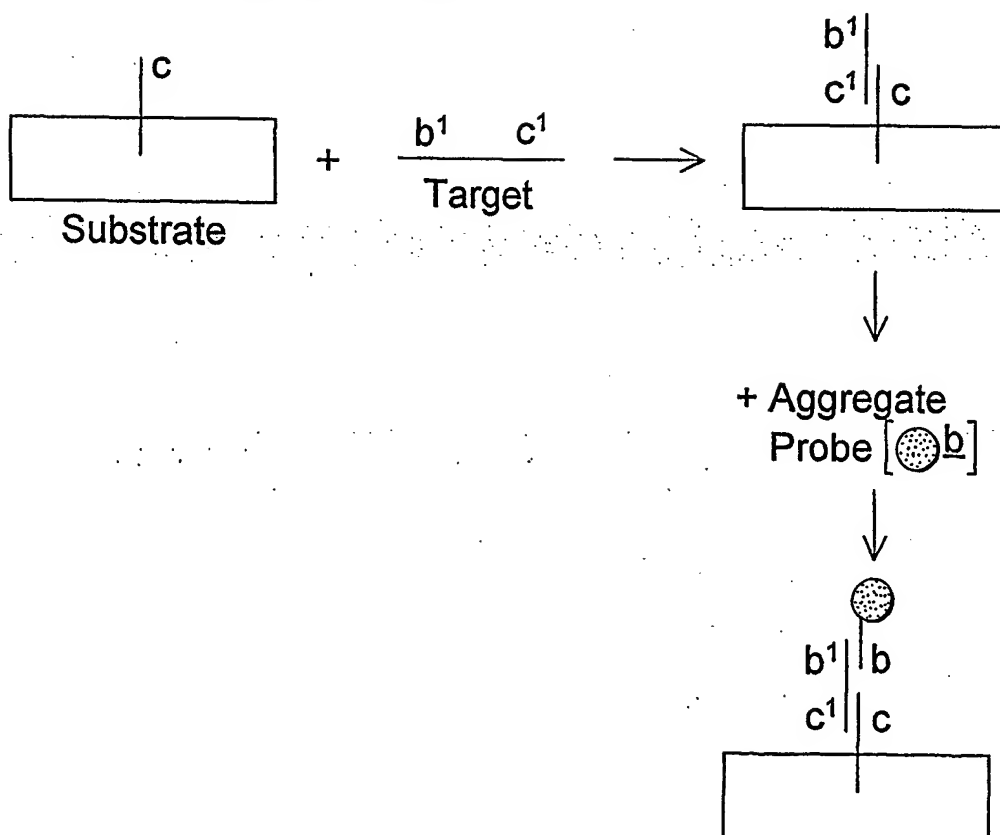 c
Substrate
+
b¹ c¹
Target
b¹
c¹ c
+ Aggregate
Probe [b]
b¹ b
c¹ c